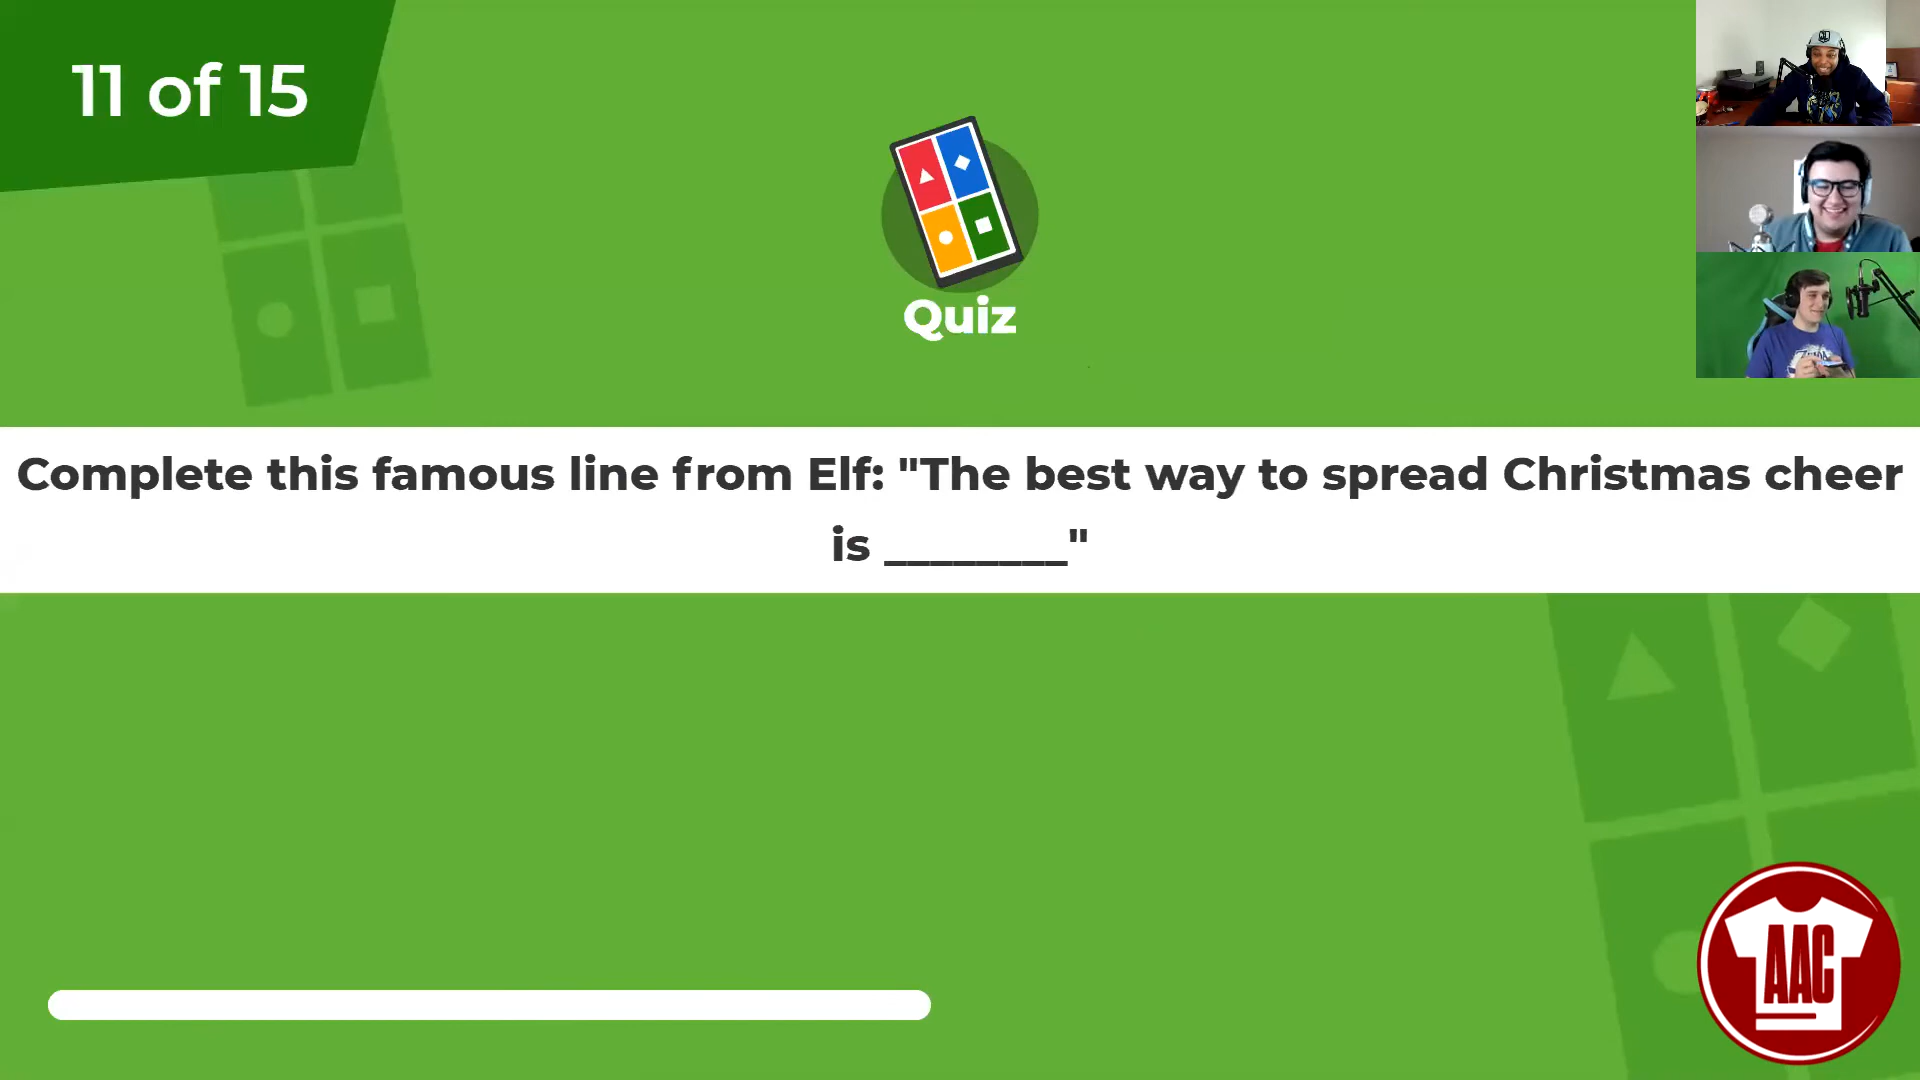 11 of 15
Quiz
Complete this famous line from Elf: "The best way to spread Christmas cheer
is ________"
AAC